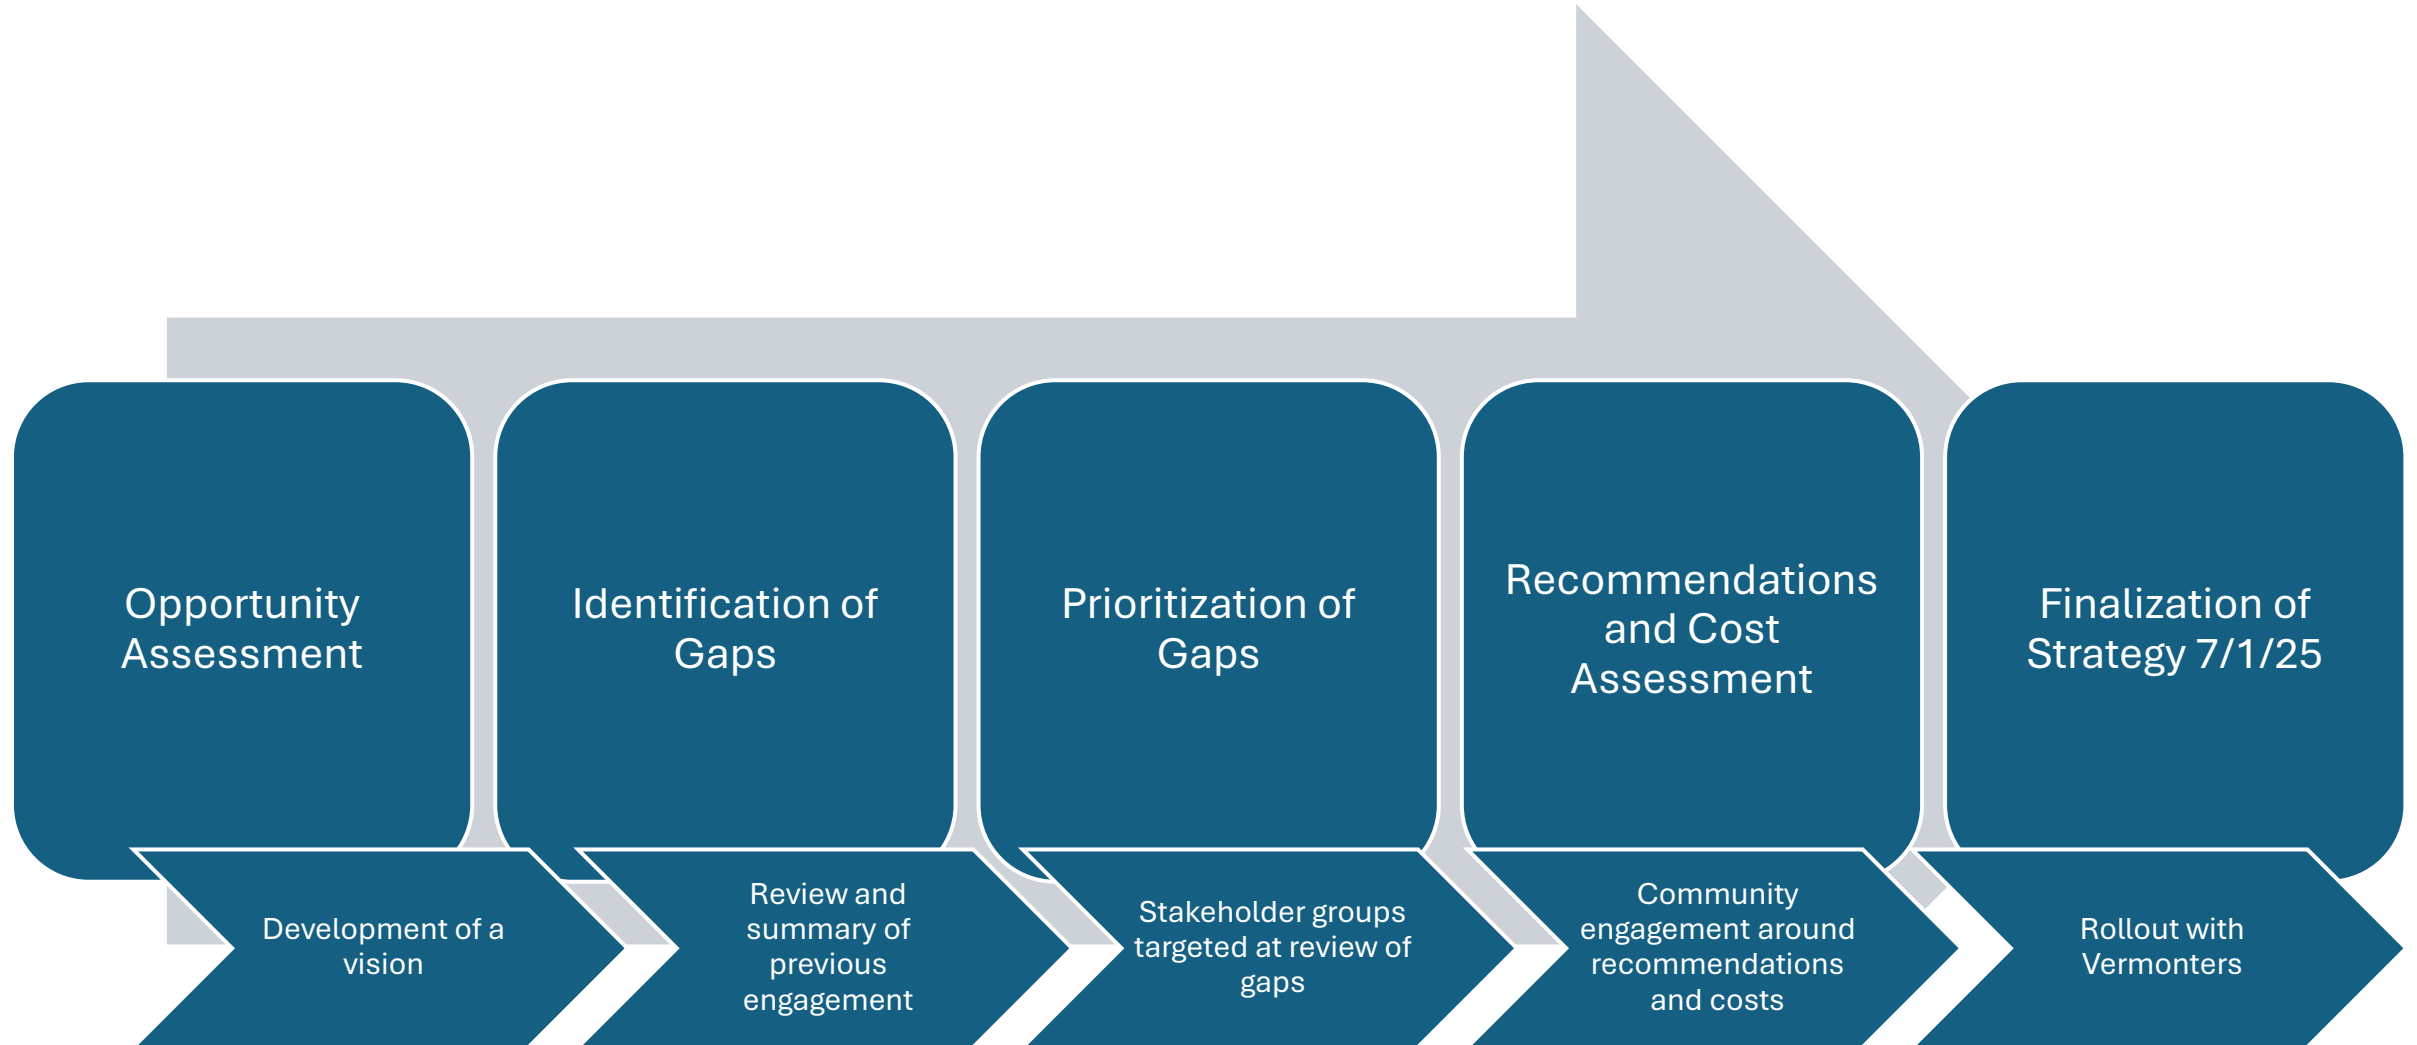 Opportunity
Assessment
Identification of
Gaps
Prioritization of
Gaps
Recommendations
and Cost
Assessment
Finalization of
Strategy 7/1/25
Development of a
vision
Review and
summary of
previous
engagement
Stakeholder groups
targeted at review of
gaps
Community
engagement around
recommendations
and costs
Rollout with
Vermonters